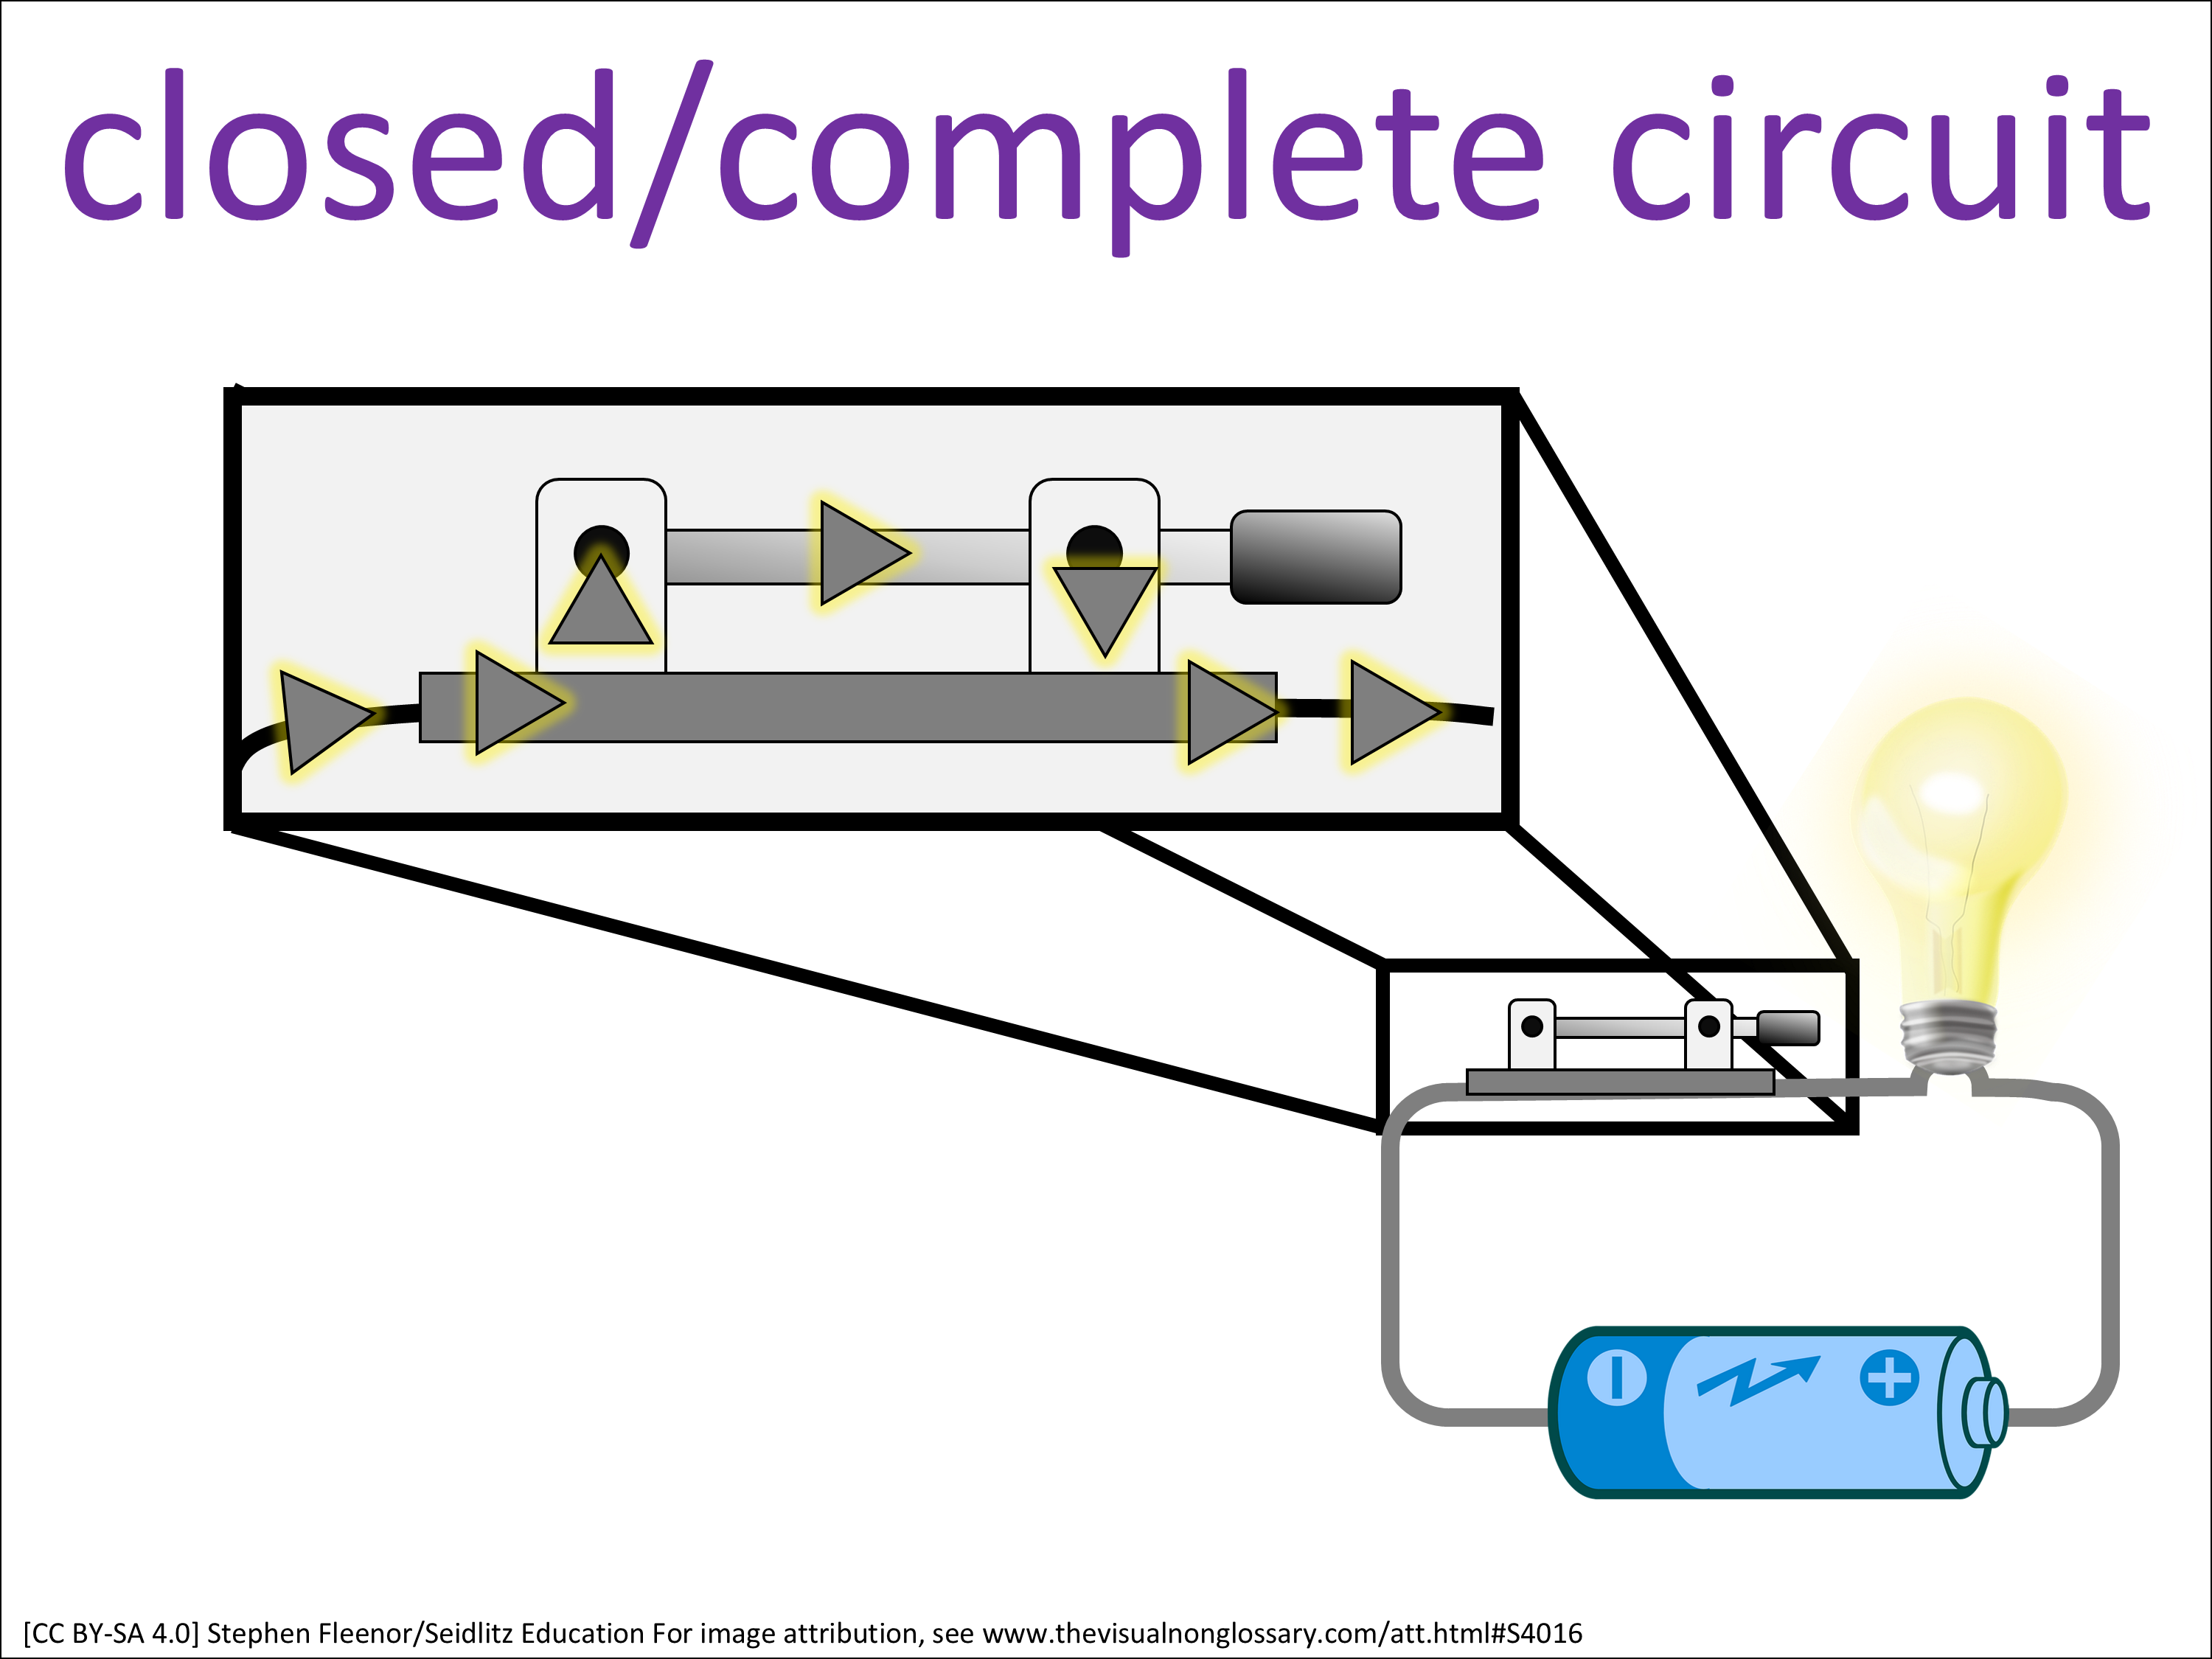 closed/complete circuit
[CC BY-SA 4.0] Stephen Fleenor/Seidlitz Education For image attribution, see www.thevisualnonglossary.com/att.html#S4016